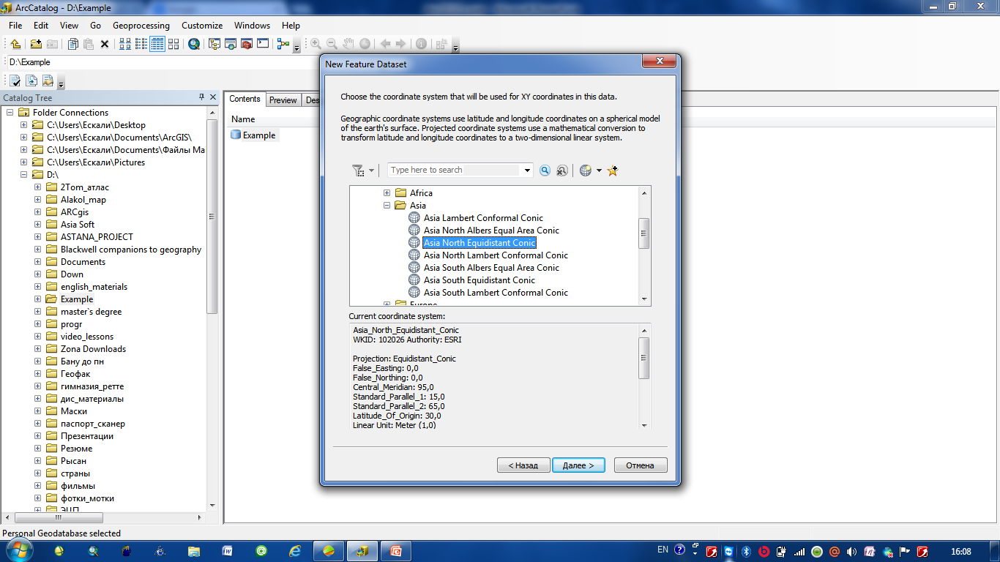 ArcCatalog - D:\Example
File Edit View Go Geoprocessing Customize Windows Help
D:\Example
Catalog Tree
Folder Connections
C:\Users\Ескали\Desktop
C:\Users\Ескали\Documents\ArcGIS\
C:\Users\Ескали\Documents\Файлы Ma
C:\Users\Ескали\Pictures
D:\
2Tom_атлас
Alakol_map
ARCgis
Asia Soft
ASTANA_PROJECT
Blackwell companions to geography
Documents
Down
english_materials
Example
master`s degree
progr
video_lessons
Zona Downloads
Бану до пн
Геофак
гимназия_ретте
дис_материалы
Маски
паспорт_сканер
Презентации
Резюме
Рысан
страны
фильмы
фотки_мотки
ЭЦП
Contents Preview Des
Name
Example
New Feature Dataset
Choose the coordinate system that will be used for XY coordinates in this data.
Geographic coordinate systems use latitude and longitude coordinates on a spherical model
of the earth's surface. Projected coordinate systems use a mathematical conversion to
transform latitude and longitude coordinates to a two-dimensional linear system.
Type here to search
Africa
Asia
Asia Lambert Conformal Conic
Asia North Albers Equal Area Conic
Asia North Equidistant Conic
Asia North Lambert Conformal Conic
Asia South Albers Equal Area Conic
Asia South Equidistant Conic
Asia South Lambert Conformal Conic
Europe
Current coordinate system:
Asia_North_Equidistant_Conic
WKID: 102026 Authority: ESRI
Projection: Equidistant_Conic
False_Easting: 0,0
False_Northing: 0,0
Central_Meridian: 95,0
Standard_Parallel_1: 15,0
Standard_Parallel_2: 65,0
Latitude_Of_Origin: 30,0
Linear Unit: Meter (1,0)
< Назад Далее > Отмена
Personal Geodatabase selected
EN 16:08